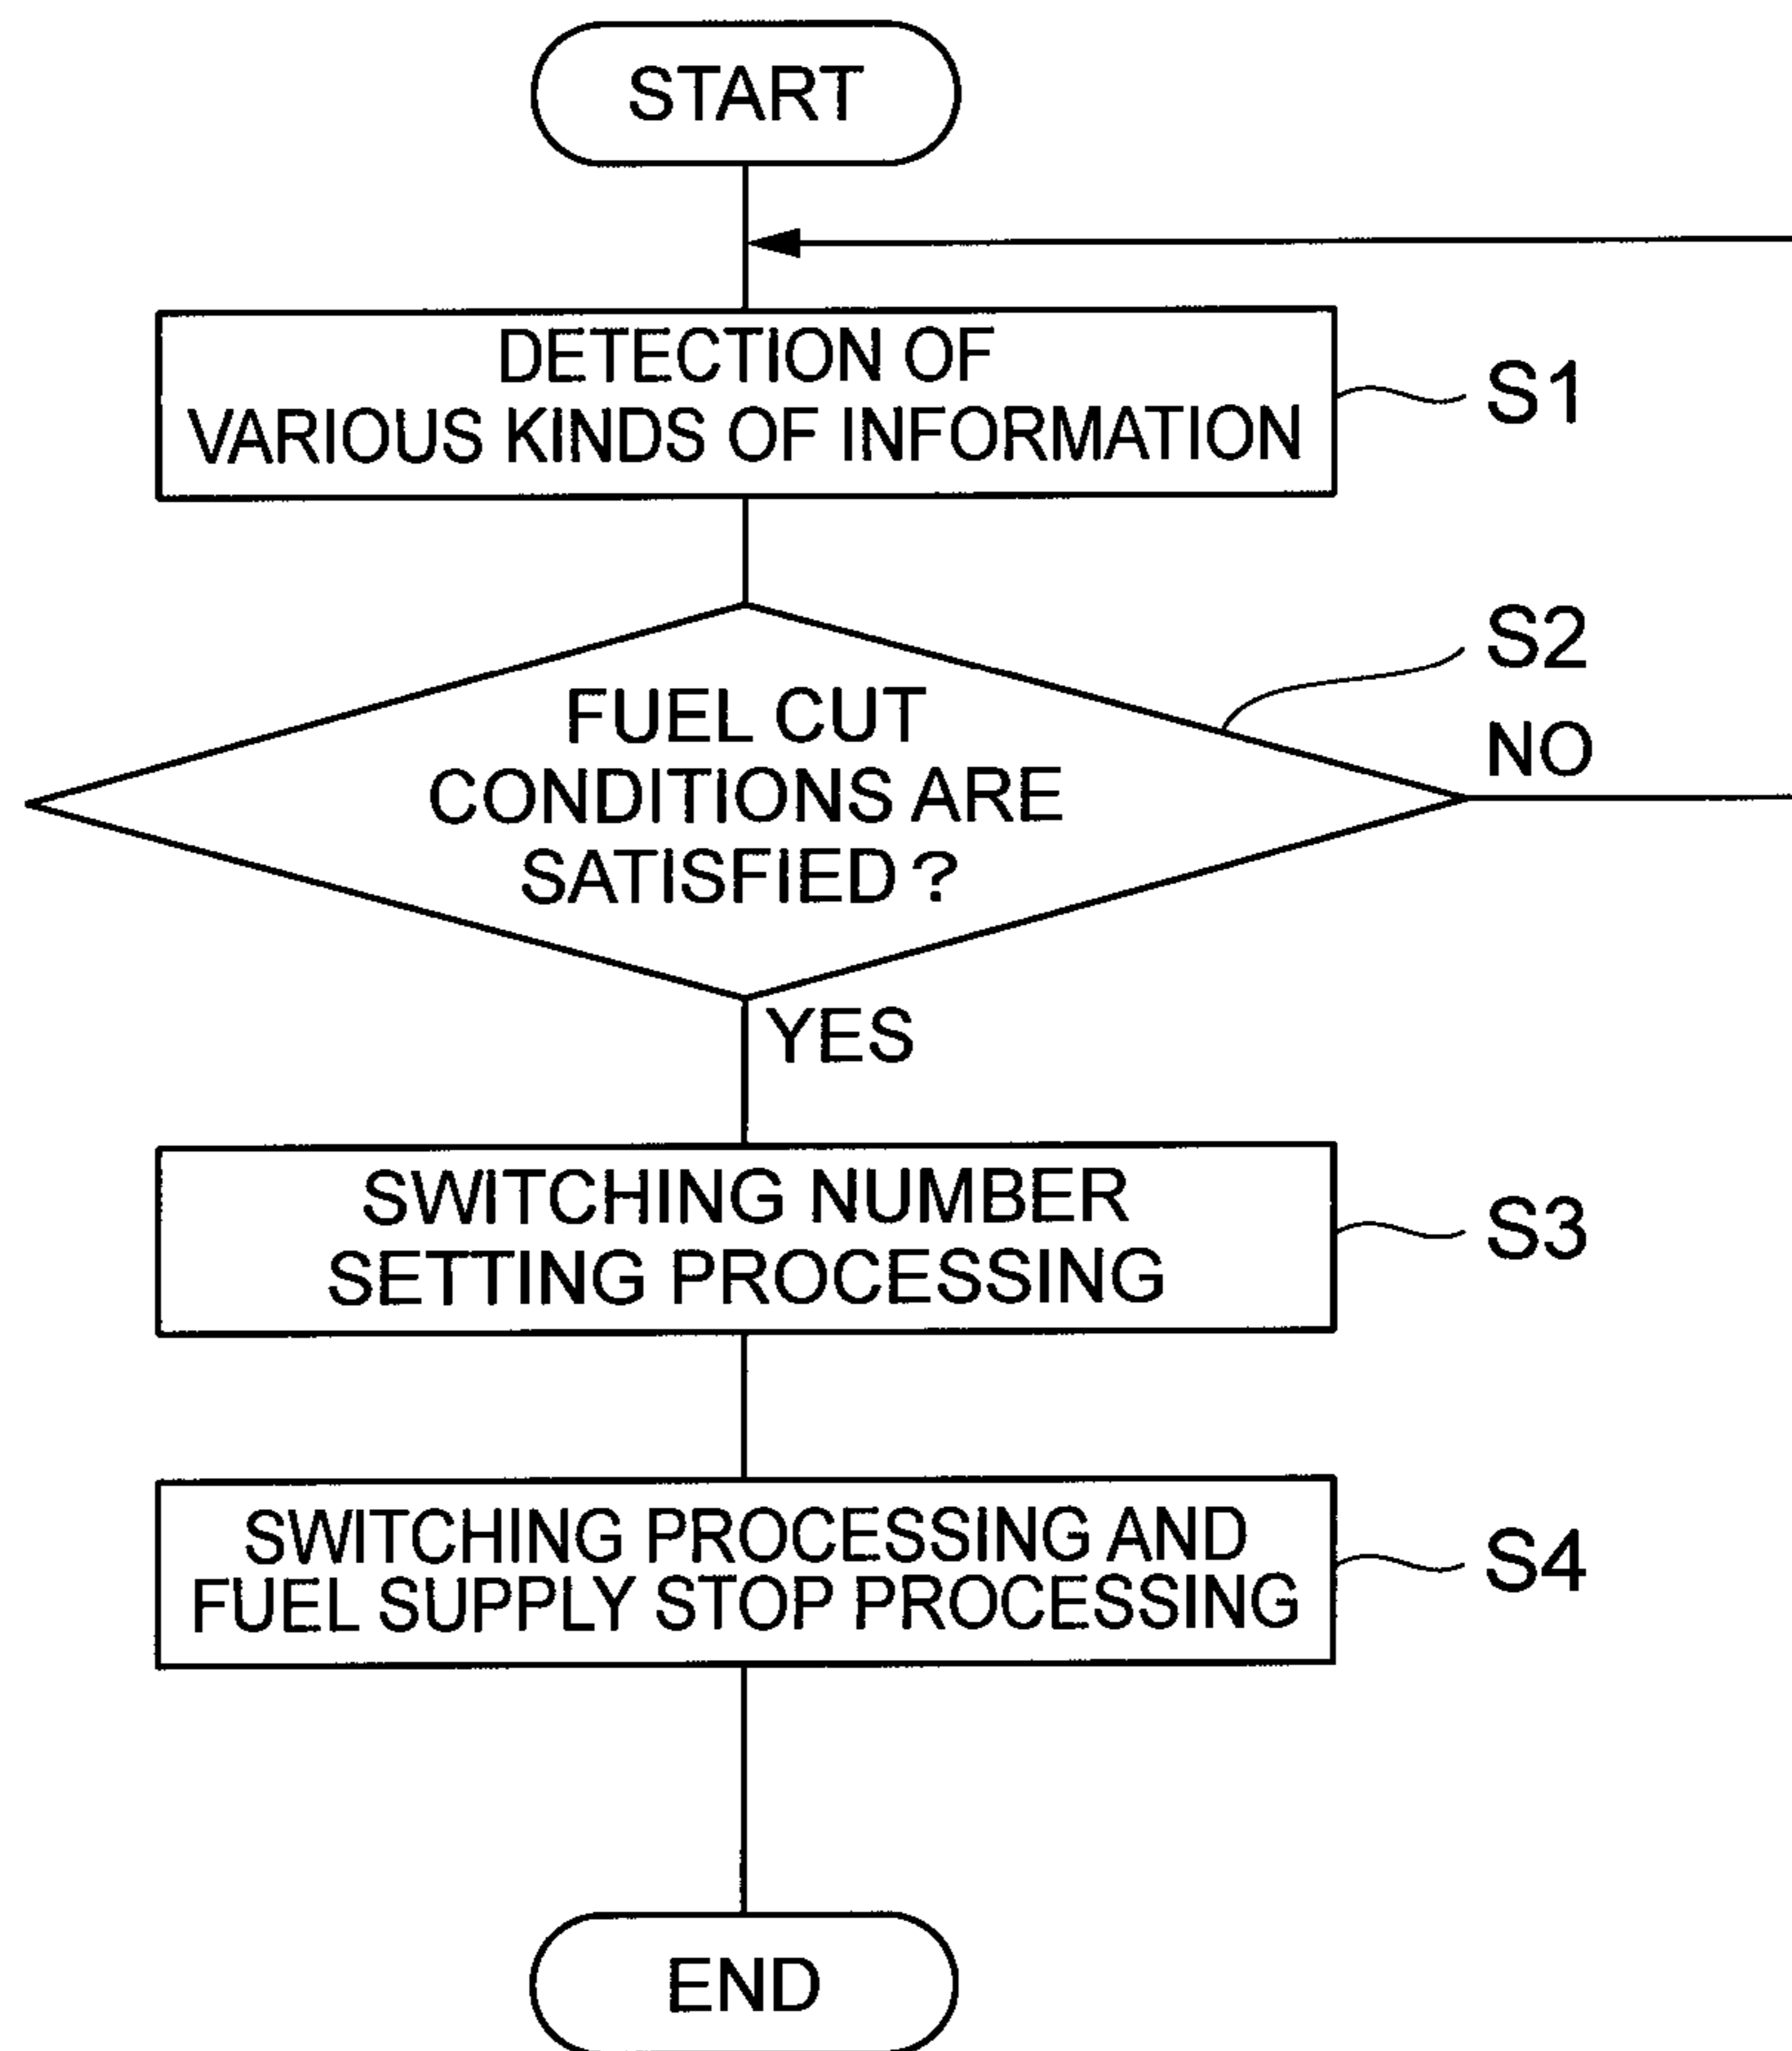 START
DETECTION OF
VARIOUS KINDS OF INFORMATION
S1
S2
FUEL CUT
CONDITIONS ARE
SATISFIED ?
NO
YES
SWITCHING NUMBER
SETTING PROCESSING
S3
SWITCHING PROCESSING AND
FUEL SUPPLY STOP PROCESSING
S4
END